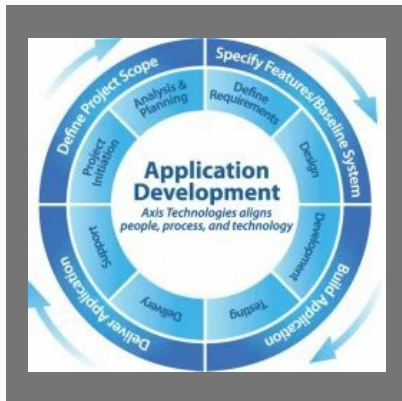 Define Project Scope
Specify Features/Baseline System
Build Application
Deliver Application
Project
Initiation
Analysis &
Planning
Define
Requirements
Design
Development
Testing
Delivery
Support
Application
Development
Axis Technologies aligns
people, process, and technology